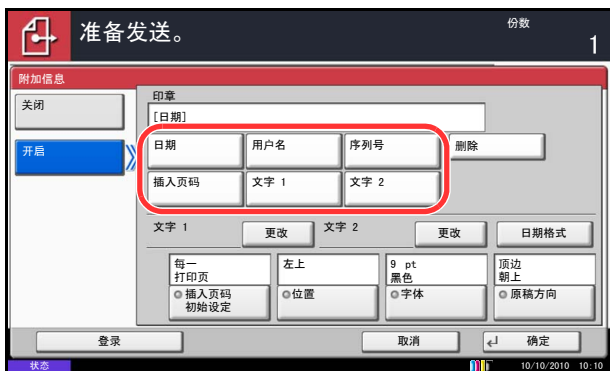 准备发送。
份数
1
附加信息
关闭
开启
印章
[日期]
日期 用户名 序列号 删除
插入页码 文字 1 文字 2
文字 1 更改 文字 2 更改 日期格式
每一
打印页
左上
9 pt
黑色
顶边
朝上
插入页码
初始设定
位置
字体
原稿方向
登录 取消 确定
状态 10/10/2010 10:10